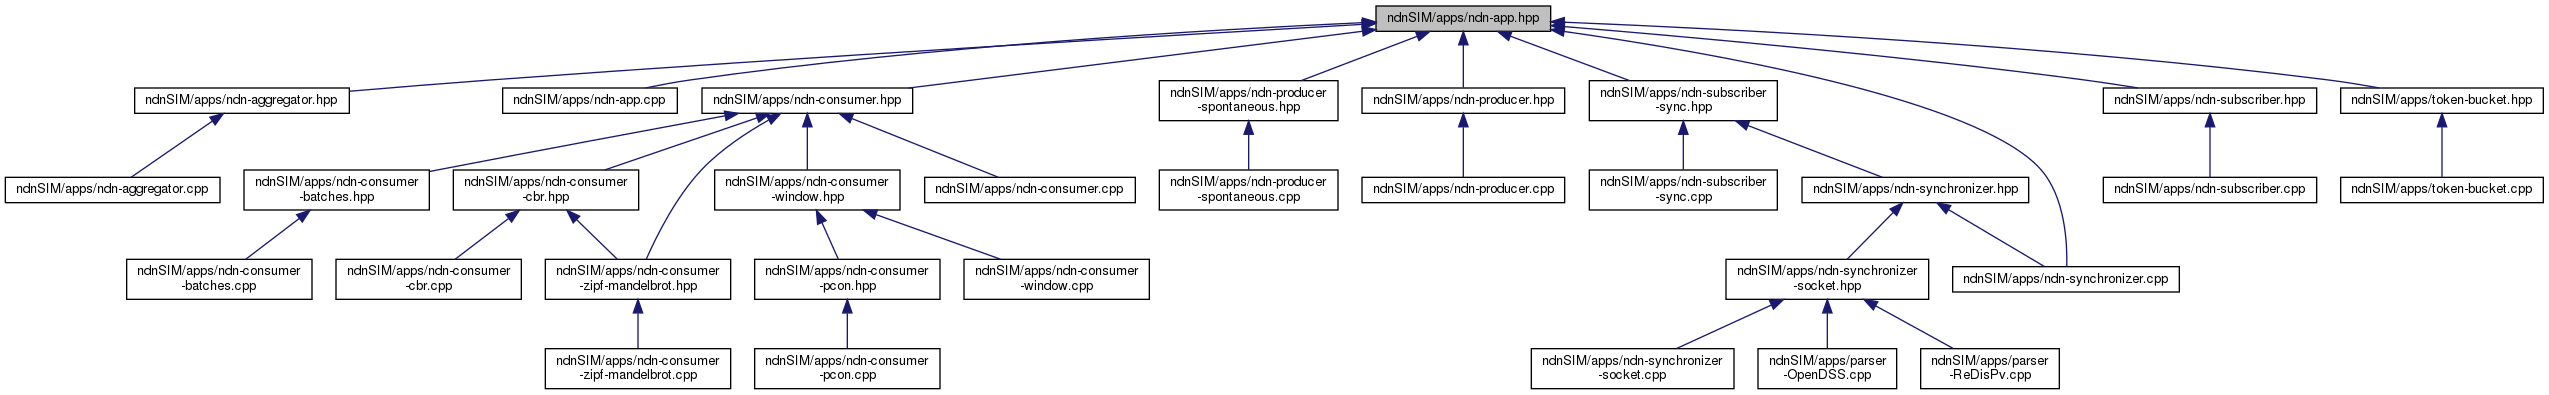 ndnSIM/apps/ndn-app.hpp
ndnSIM/apps/ndn-aggregator.hpp
ndnSIM/apps/ndn-app.cpp
ndnSIM/apps/ndn-consumer.hpp
ndnSIM/apps/ndn-producer
-spontaneous.hpp
ndnSIM/apps/ndn-producer.hpp
ndnSIM/apps/ndn-subscriber
-sync.hpp
ndnSIM/apps/ndn-subscriber.hpp
ndnSIM/apps/token-bucket.hpp
ndnSIM/apps/ndn-aggregator.cpp
ndnSIM/apps/ndn-consumer
-batches.hpp
ndnSIM/apps/ndn-consumer
-cbr.hpp
ndnSIM/apps/ndn-consumer
-window.hpp
ndnSIM/apps/ndn-consumer.cpp
ndnSIM/apps/ndn-producer
-spontaneous.cpp
ndnSIM/apps/ndn-producer.cpp
ndnSIM/apps/ndn-subscriber
-sync.cpp
ndnSIM/apps/ndn-synchronizer.hpp
ndnSIM/apps/ndn-subscriber.cpp
ndnSIM/apps/token-bucket.cpp
ndnSIM/apps/ndn-consumer
-batches.cpp
ndnSIM/apps/ndn-consumer
-cbr.cpp
ndnSIM/apps/ndn-consumer
-zipf-mandelbrot.hpp
ndnSIM/apps/ndn-consumer
-pcon.hpp
ndnSIM/apps/ndn-consumer
-window.cpp
ndnSIM/apps/ndn-synchronizer
-socket.hpp
ndnSIM/apps/ndn-synchronizer.cpp
ndnSIM/apps/ndn-consumer
-zipf-mandelbrot.cpp
ndnSIM/apps/ndn-consumer
-pcon.cpp
ndnSIM/apps/ndn-synchronizer
-socket.cpp
ndnSIM/apps/parser
-OpenDSS.cpp
ndnSIM/apps/parser
-ReDisPv.cpp